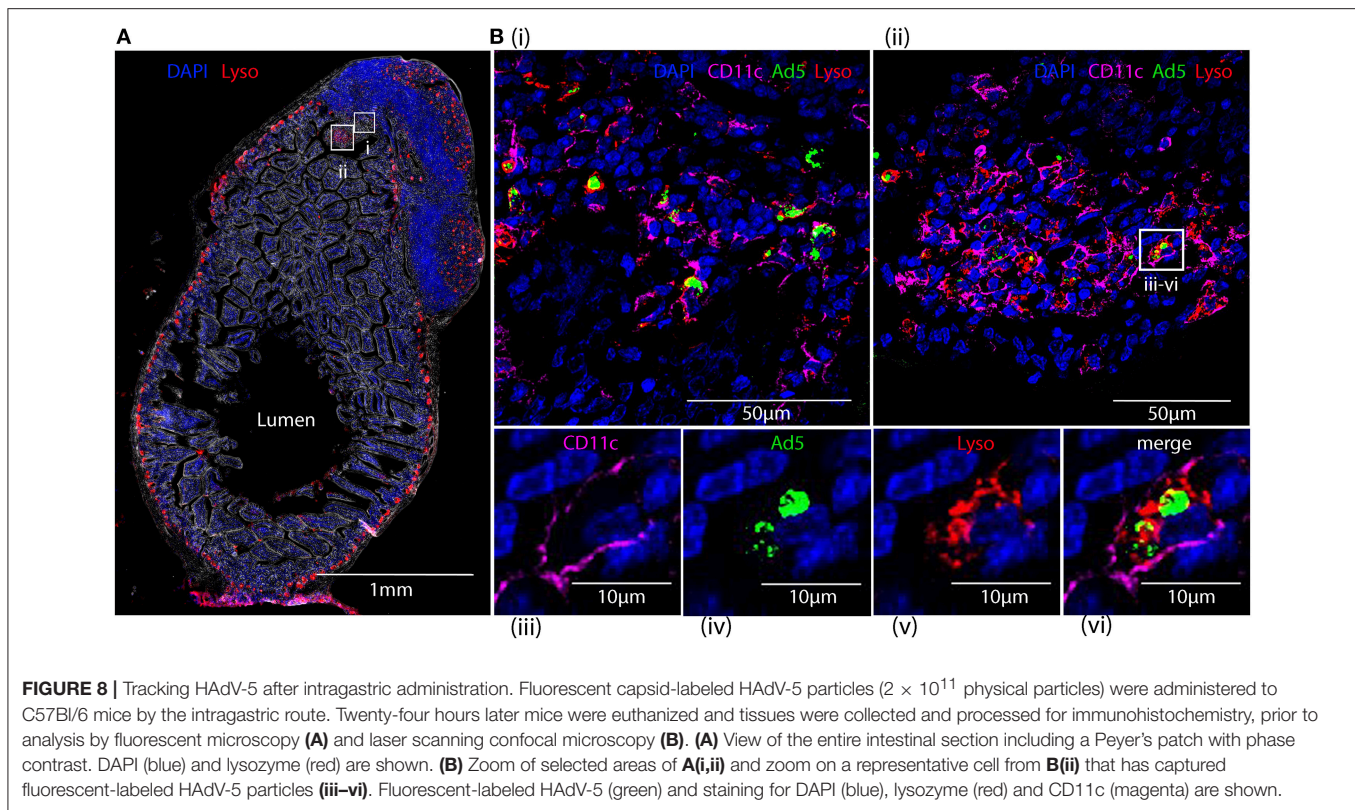 A
DAPI Lyso
i
ii
Lumen
1mm
B (i)
DAPI CD11c Ad5 Lyso
50µm
(ii)
DAPI CD11c Ad5 Lyso
iii-vi
50µm
CD11c
10µm
(iii)
Ad5
10µm
(iv)
Lyso
10µm
(v)
merge
10µm
(vi)
FIGURE 8 | Tracking HAdV-5 after intragastric administration. Fluorescent capsid-labeled HAdV-5 particles (2 × 10¹¹ physical particles) were administered to
C57Bl/6 mice by the intragastric route. Twenty-four hours later mice were euthanized and tissues were collected and processed for immunohistochemistry, prior to
analysis by fluorescent microscopy (A) and laser scanning confocal microscopy (B). (A) View of the entire intestinal section including a Peyer's patch with phase
contrast. DAPI (blue) and lysozyme (red) are shown. (B) Zoom of selected areas of A(i,ii) and zoom on a representative cell from B(ii) that has captured
fluorescent-labeled HAdV-5 particles (iii–vi). Fluorescent-labeled HAdV-5 (green) and staining for DAPI (blue), lysozyme (red) and CD11c (magenta) are shown.